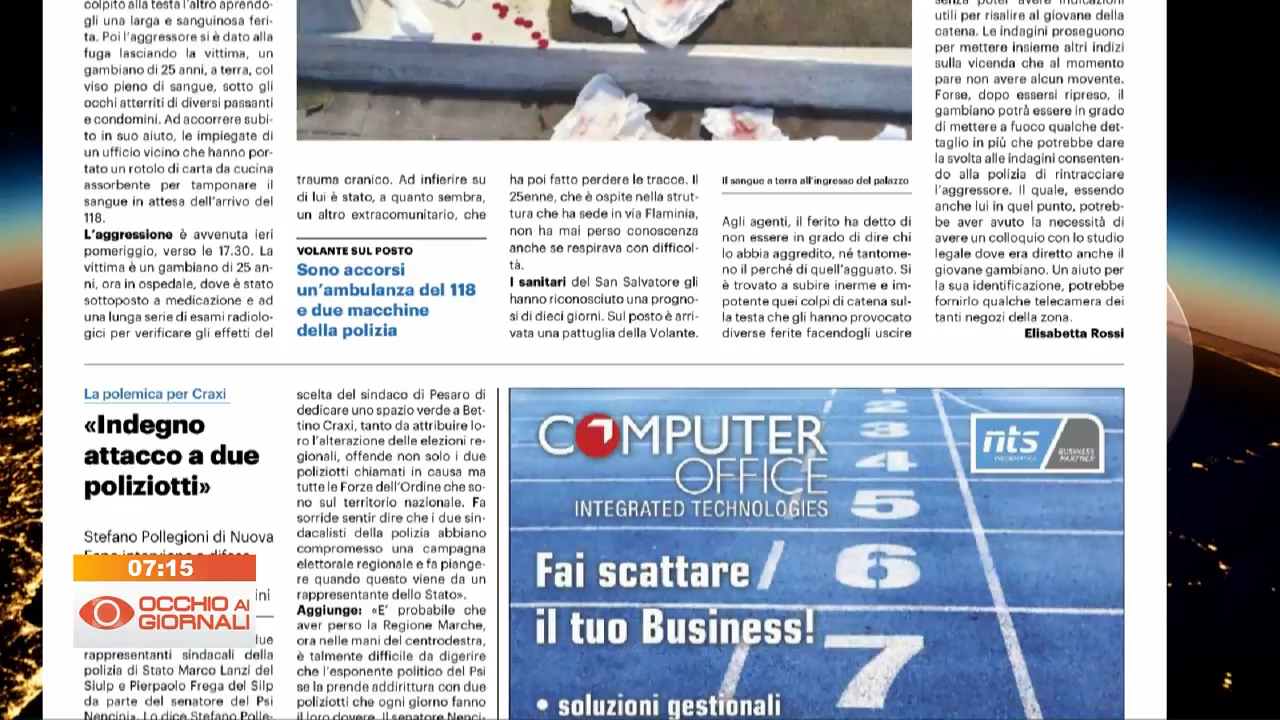 colpito alla testa l'altro aprendo-
gli una larga e sanguinosa feri-
ta. Poi l'aggressore si è dato alla
fuga lasciando la vittima, un
gambiano di 25 anni, a terra, col
viso pieno di sangue, sotto gli
occhi atterriti di diversi passanti
e condomini. Ad accorrere subi-
to in suo aiuto, le impiegate di
un ufficio vicino che hanno por-
tato un rotolo di carta da cucina
assorbente per tamponare il
sangue in attesa dell'arrivo del
118.
L'aggressione è avvenuta ieri
pomeriggio, verso le 17.30. La
vittima è un gambiano di 25 an-
ni, ora in ospedale, dove è stato
sottoposto a medicazione e ad
una lunga serie di esami radiolo-
gici per verificare gli effetti del
trauma cranico. Ad infierire su
di lui è stato, a quanto sembra,
un altro extracomunitario, che
VOLANTE SUL POSTO
Sono accorsi
un'ambulanza del 118
e due macchine
della polizia
ha poi fatto perdere le tracce. Il
25enne, che è ospite nella strut-
tura che ha sede in via Flaminia,
non ha mai perso conoscenza
anche se respirava con difficol-
tà.
I sanitari del San Salvatore gli
hanno riconosciuto una progno-
si di dieci giorni. Sul posto è arri-
vata una pattuglia della Volante.
Il sangue a terra all'ingresso del palazzo
Agli agenti, il ferito ha detto di
non essere in grado di dire chi
lo abbia aggredito, né tantome-
no il perché di quell'agguato. Si
è trovato a subire inerme e im-
potente quei colpi di catena sul-
la testa che gli hanno provocato
diverse ferite facendogli uscire
senza poter avere indicazioni
utili per risalire al giovane della
catena. Le indagini proseguono
per mettere insieme altri indizi
sulla vicenda che al momento
pare non avere alcun movente.
Forse, dopo essersi ripreso, il
gambiano potrà essere in grado
di mettere a fuoco qualche det-
taglio in più che potrebbe dare
la svolta alle indagini consenten-
do alla polizia di rintracciare
l'aggressore. Il quale, essendo
anche lui in quel punto, potreb-
be aver avuto la necessità di
avere un colloquio con lo studio
legale dove era diretto anche il
giovane gambiano. Un aiuto per
la sua identificazione, potrebbe
fornirlo qualche telecamera dei
tanti negozi della zona.
Elisabetta Rossi
La polemica per Craxi
«Indegno
attacco a due
poliziotti»
Stefano Pollegioni di Nuova
07:15
OCCHIO AI
GIORNALI
rappresentanti sindacali della
polizia di Stato Marco Lanzi del
Siulp e Pierpaolo Frega del Silp
da parte del senatore del Psi
Nencini». Lo dice Stefano Polle-
scelta del sindaco di Pesaro di
dedicare uno spazio verde a Bet-
tino Craxi, tanto da attribuire lo-
ro l'alterazione delle elezioni re-
gionali, offende non solo i due
poliziotti chiamati in causa ma
tutte le Forze dell'Ordine che so-
no sul territorio nazionale. Fa
sorride sentir dire che i due sin-
dacalisti della polizia abbiano
compromesso una campagna
elettorale regionale e fa piange-
re quando questo viene da un
rappresentante dello Stato».
Aggiunge: «E' probabile che
aver perso la Regione Marche,
ora nelle mani del centrodestra,
è talmente difficile da digerire
che l'esponente politico del Psi
se la prende addirittura con due
poliziotti che ogni giorno fanno
il loro dovere. Il senatore Nenci-
COMPUTER
OFFICE
INTEGRATED TECHNOLOGIES
nts
INFORMATICA
BUSINESS
PARTNER
2
3
4
5
6
7
Fai scattare
il tuo Business!
• soluzioni gestionali